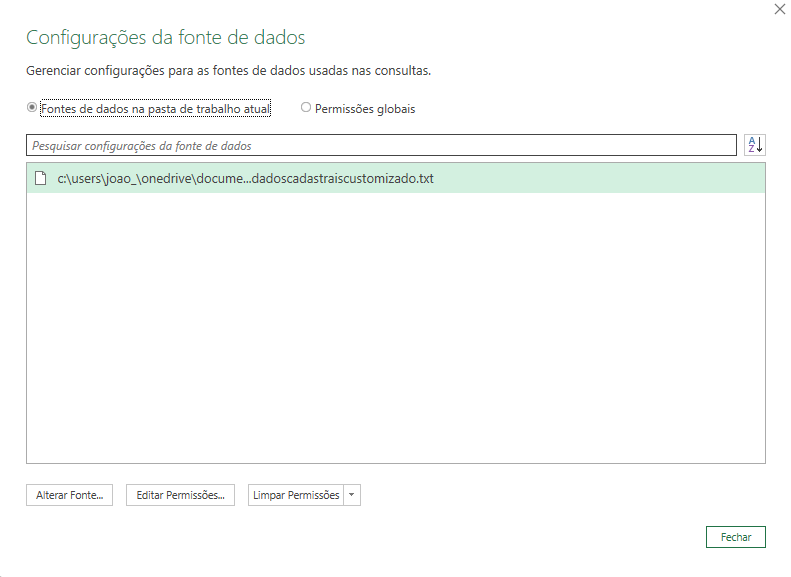 Configurações da fonte de dados
Gerenciar configurações para as fontes de dados usadas nas consultas.
Fontes de dados na pasta de trabalho atual Permissões globais
Pesquisar configurações da fonte de dados
A
Z
c:\users\joao_\onedrive\docume...dadoscadastraiscustomizado.txt
Alterar Fonte... Editar Permissões... Limpar Permissões
Fechar